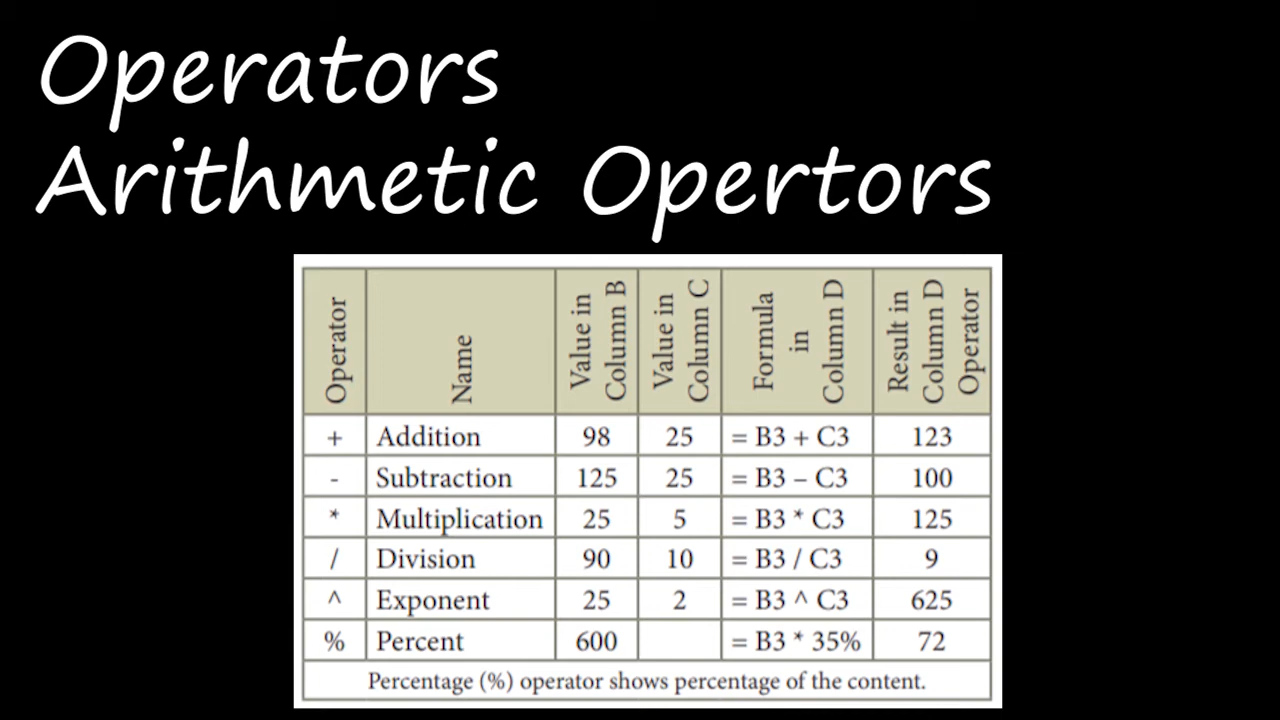 Operators
Arithmetic Opertors
Operator Name Value in Column B Value in Column C Formula in Column D Result in Column D Operator
+ Addition 98 25 = B3 + C3 123
- Subtraction 125 25 = B3 – C3 100
* Multiplication 25 5 = B3 * C3 125
/ Division 90 10 = B3 / C3 9
^ Exponent 25 2 = B3 ^ C3 625
% Percent 600 = B3 * 35% 72
Percentage (%) operator shows percentage of the content.